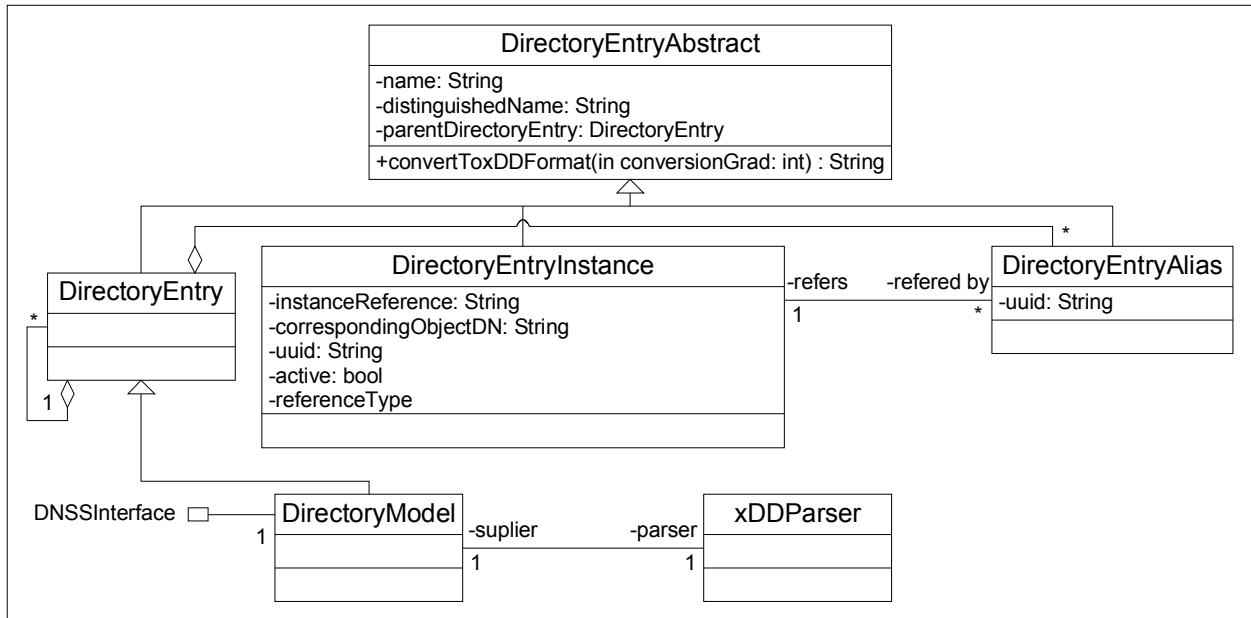 DirectoryEntryAbstract
-name: String
-distinguishedName: String
-parentDirectoryEntry: DirectoryEntry
+convertToxDDFormat(in conversionGrad: int) : String
*
DirectoryEntry
*
1
DirectoryEntryInstance
-instanceReference: String
-correspondingObjectDN: String
-uuid: String
-active: bool
-referenceType
-refers
1
-refered by
*
DirectoryEntryAlias
-uuid: String
DNSSInterface
1
DirectoryModel
-suplier
1
-parser
1
xDDParser